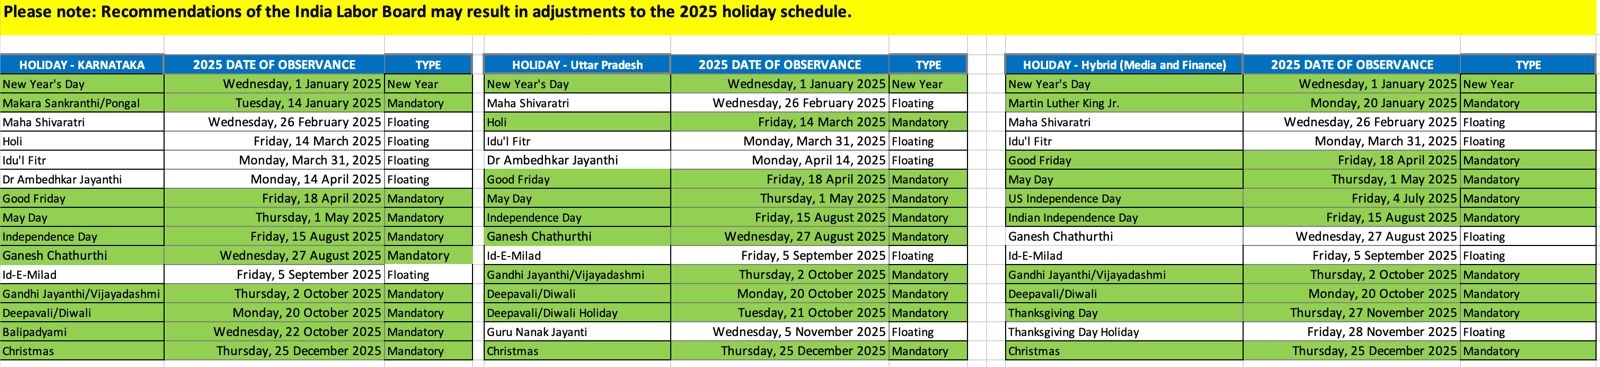 Please note: Recommendations of the India Labor Board may result in adjustments to the 2025 holiday schedule.
HOLIDAY - KARNATAKA 2025 DATE OF OBSERVANCE TYPE HOLIDAY - Uttar Pradesh 2025 DATE OF OBSERVANCE TYPE HOLIDAY - Hybrid (Media and Finance) 2025 DATE OF OBSERVANCE TYPE
New Year's Day Wednesday, 1 January 2025 New Year New Year's Day Wednesday, 1 January 2025 New Year New Year's Day Wednesday, 1 January 2025 New Year
Makara Sankranthi/Pongal Tuesday, 14 January 2025 Mandatory Maha Shivaratri Wednesday, 26 February 2025 Floating Martin Luther King Jr. Monday, 20 January 2025 Mandatory
Maha Shivaratri Wednesday, 26 February 2025 Floating Holi Friday, 14 March 2025 Mandatory Maha Shivaratri Wednesday, 26 February 2025 Floating
Holi Friday, 14 March 2025 Floating Idu'l Fitr Monday, March 31, 2025 Floating Idu'l Fitr Monday, March 31, 2025 Floating
Idu'l Fitr Monday, March 31, 2025 Floating Dr Ambedhkar Jayanthi Monday, April 14, 2025 Floating Good Friday Friday, 18 April 2025 Mandatory
Dr Ambedhkar Jayanthi Monday, 14 April 2025 Floating Good Friday Friday, 18 April 2025 Mandatory May Day Thursday, 1 May 2025 Mandatory
Good Friday Friday, 18 April 2025 Mandatory May Day Thursday, 1 May 2025 Mandatory US Independence Day Friday, 4 July 2025 Mandatory
May Day Thursday, 1 May 2025 Mandatory Independence Day Friday, 15 August 2025 Mandatory Indian Independence Day Friday, 15 August 2025 Mandatory
Independence Day Friday, 15 August 2025 Mandatory Ganesh Chathurthi Wednesday, 27 August 2025 Mandatory Ganesh Chathurthi Wednesday, 27 August 2025 Floating
Ganesh Chathurthi Wednesday, 27 August 2025 Mandatory Id-E-Milad Friday, 5 September 2025 Floating Id-E-Milad Friday, 5 September 2025 Floating
Id-E-Milad Friday, 5 September 2025 Floating Gandhi Jayanthi/Vijayadashmi Thursday, 2 October 2025 Mandatory Gandhi Jayanthi/Vijayadashmi Thursday, 2 October 2025 Mandatory
Gandhi Jayanthi/Vijayadashmi Thursday, 2 October 2025 Mandatory Deepavali/Diwali Monday, 20 October 2025 Mandatory Deepavali/Diwali Monday, 20 October 2025 Mandatory
Deepavali/Diwali Monday, 20 October 2025 Mandatory Deepavali/Diwali Holiday Tuesday, 21 October 2025 Mandatory Thanksgiving Day Thursday, 27 November 2025 Mandatory
Balipadyami Wednesday, 22 October 2025 Mandatory Guru Nanak Jayanti Wednesday, 5 November 2025 Floating Thanksgiving Day Holiday Friday, 28 November 2025 Floating
Christmas Thursday, 25 December 2025 Mandatory Christmas Thursday, 25 December 2025 Mandatory Christmas Thursday, 25 December 2025 Mandatory